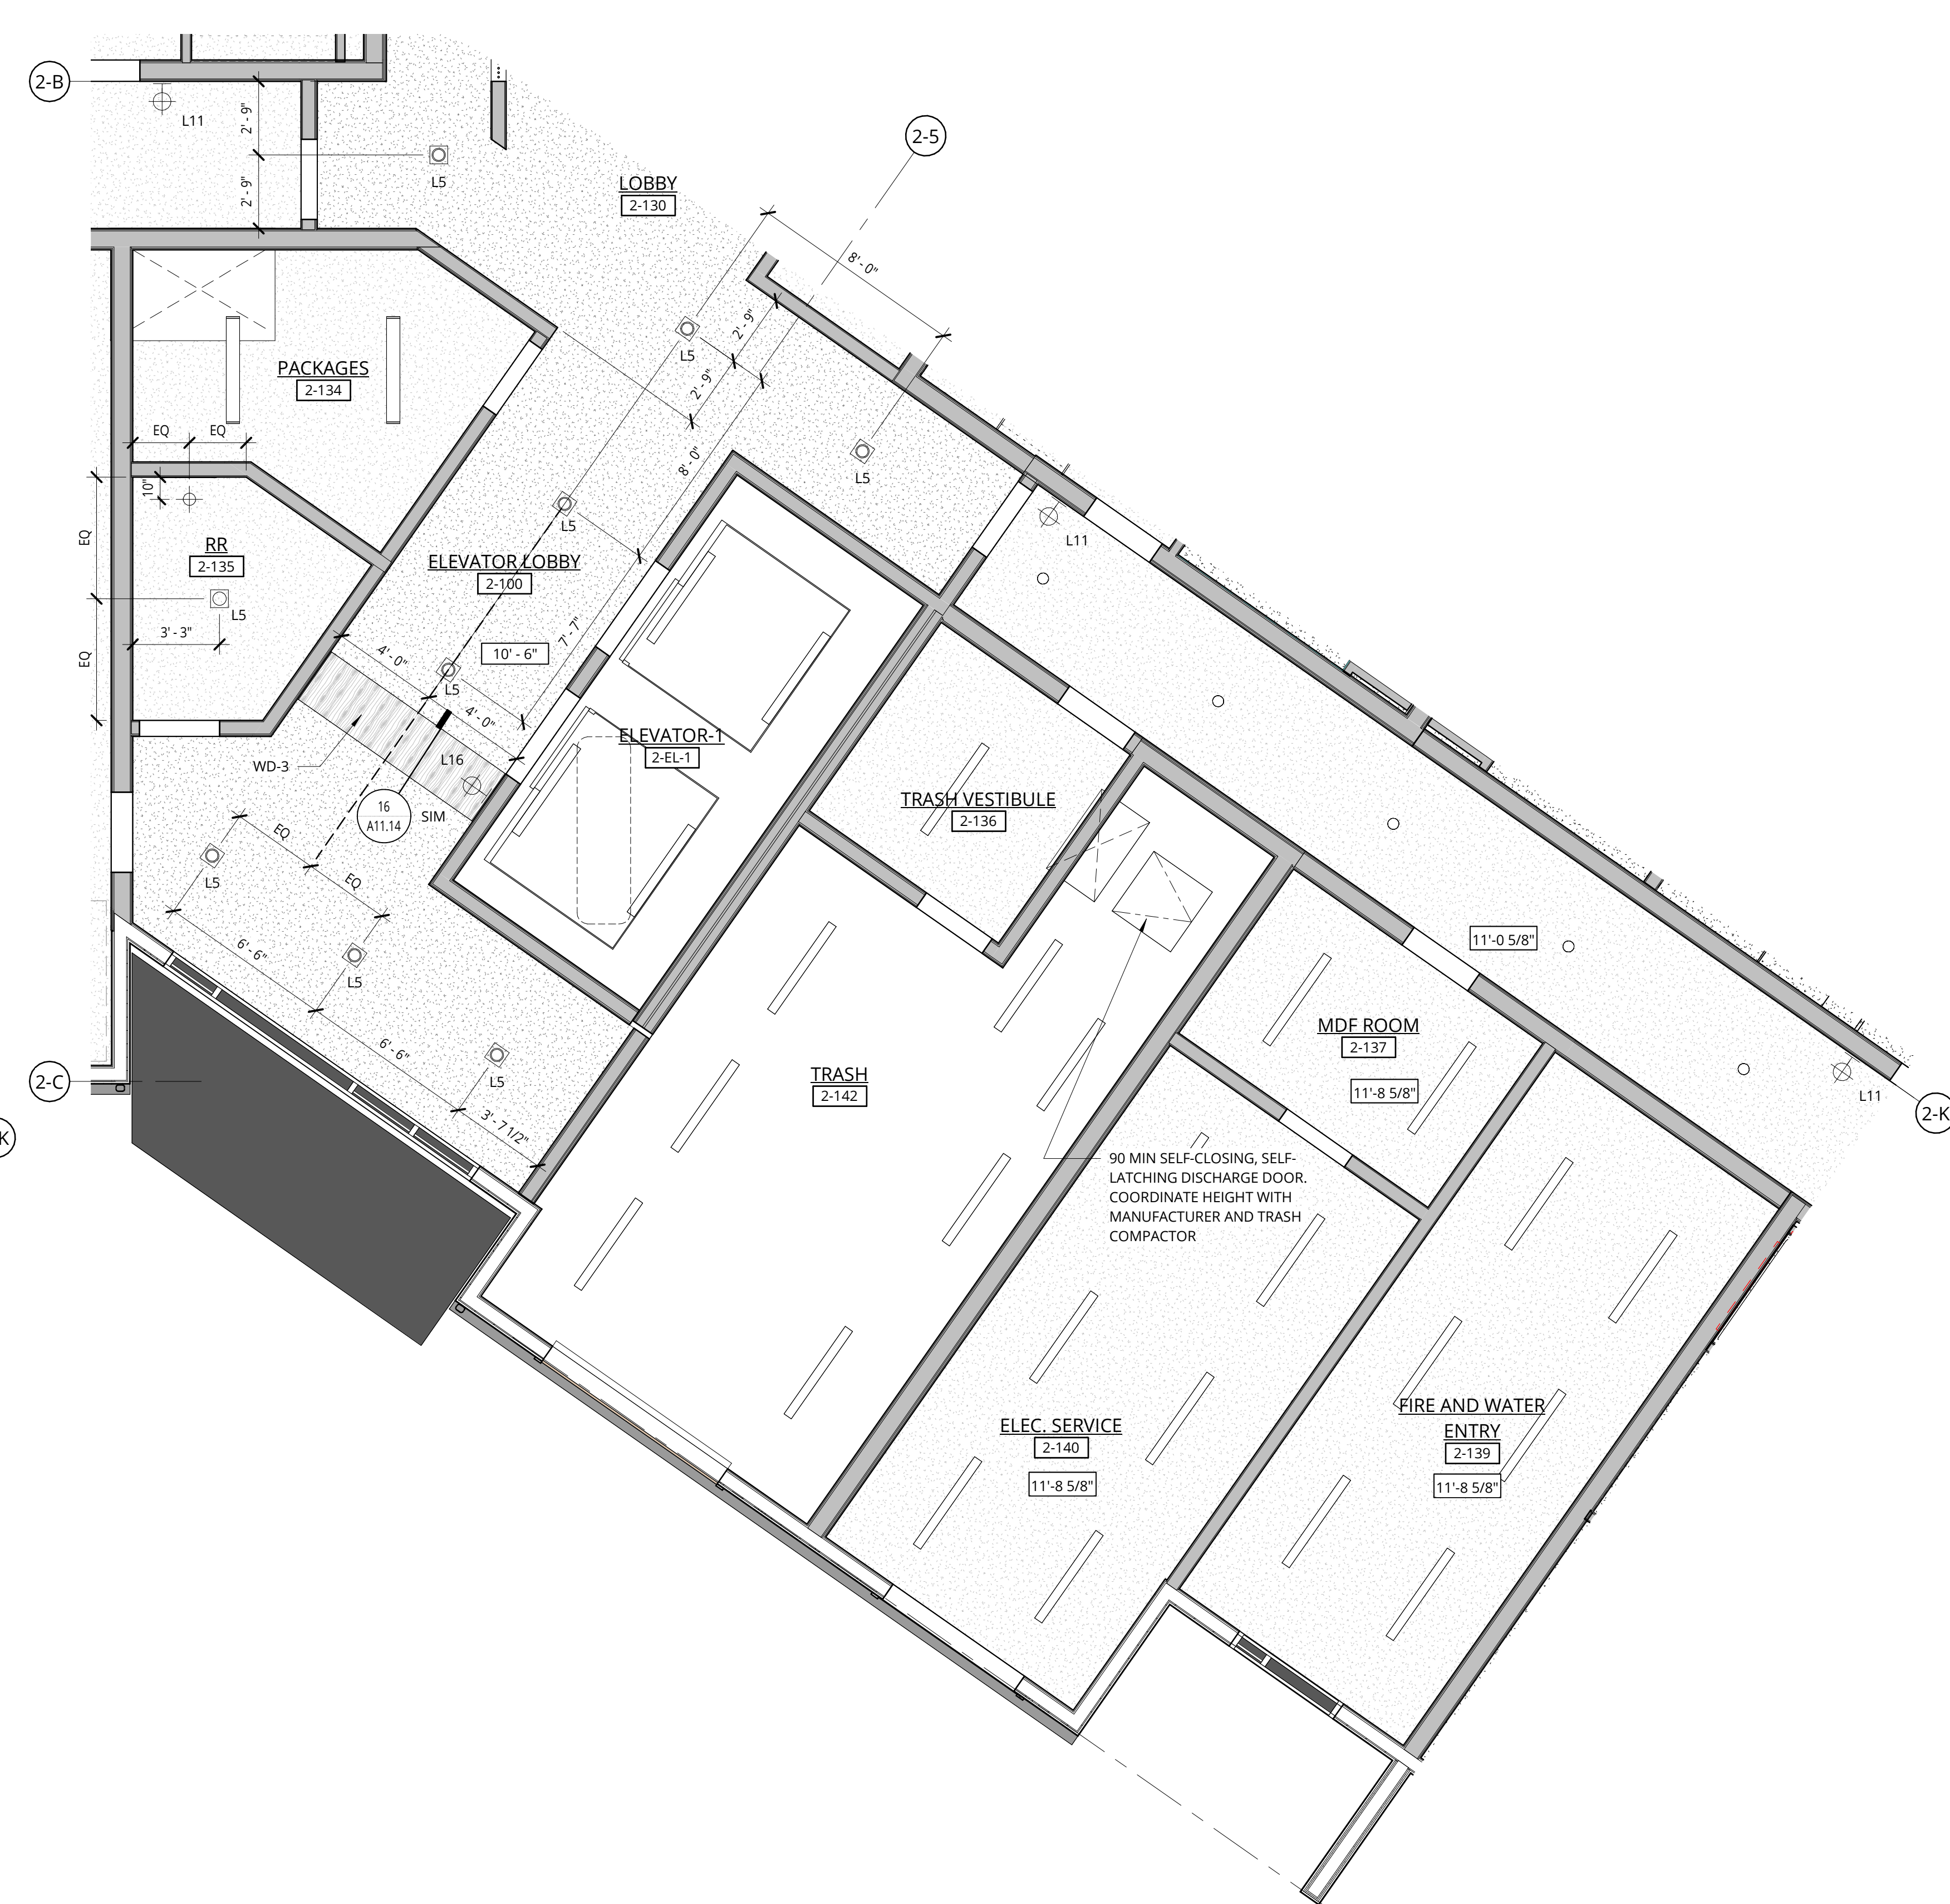 2-B
L11
2' - 9"
2' - 9"
L5
LOBBY
2-130
2-5
8' - 0"
2' - 9"
2' - 9"
8' - 0"
L5
L5
PACKAGES
2-134
EQ
EQ
10"
EQ
EQ
RR
2-135
L5
3' - 3"
L5
ELEVATOR LOBBY
2-100
10' - 6"
7' - 7"
4' - 0"
L5
4' - 0"
L11
WD-3
L16
16
A11.14
SIM
ELEVATOR-1
2-EL-1
TRASH VESTIBULE
2-136
EQ
EQ
L5
L5
6' - 6"
6' - 6"
L5
3' - 7 1/2"
2-C
K
TRASH
2-142
11'-0 5/8"
MDF ROOM
2-137
11'-8 5/8"
L11
2-K
90 MIN SELF-CLOSING, SELF-
LATCHING DISCHARGE DOOR.
COORDINATE HEIGHT WITH
MANUFACTURER AND TRASH
COMPACTOR
ELEC. SERVICE
2-140
11'-8 5/8"
FIRE AND WATER
ENTRY
2-139
11'-8 5/8"